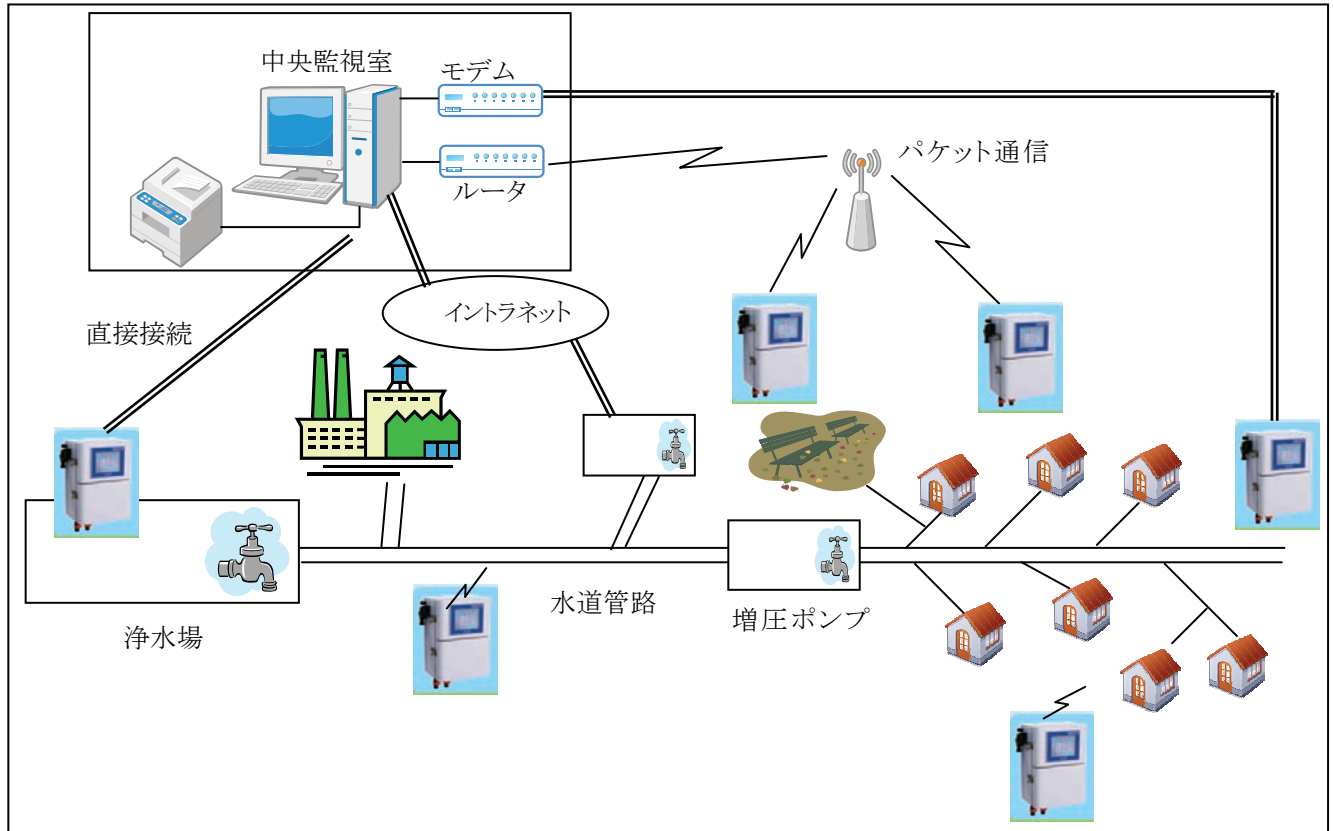 中央監視室
モデム
ルータ
パケット通信
イントラネット
直接接続
水道管路
増圧ポンプ
浄水場